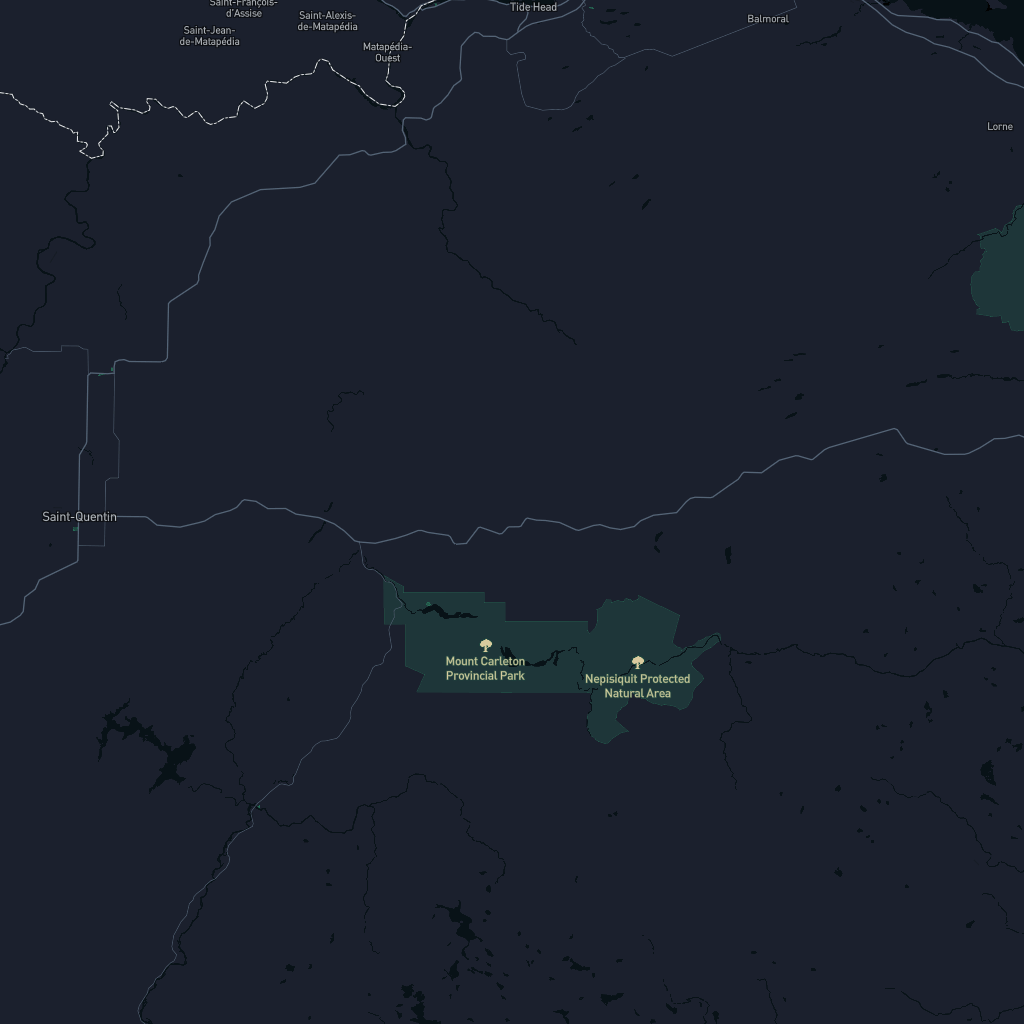 Saint-François-
d'Assise
Tide Head
Saint-Alexis-
de-Matapédia
Balmoral
Saint-Jean-
de-Matapédia
Matapédia-
Ouest
Lorne
Saint-Quentin
Mount Carleton
Provincial Park
Nepisiquit Protected
Natural Area